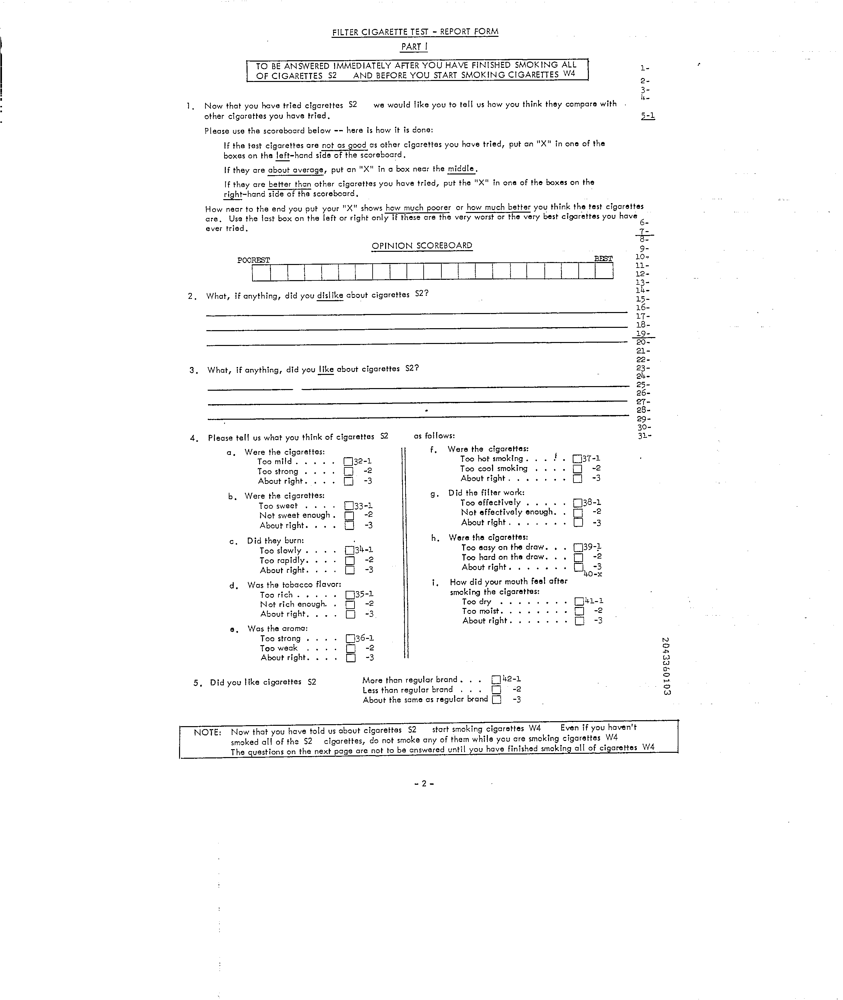 FILTER CIGARETTE TEST - REPORT FORM
PART I
TO BE ANSWERED IMMEDIATELY AFTER YOU HAVE FINISHED SMOKING ALL
OF CIGARETTES S2 AND BEFORE YOU START SMOKING CIGARETTES W4
1-
2-
3-
4-
5-1
1. Now that you have tried cigarettes S2 we would like you to tell us how you think they compare with
other cigarettes you have tried.
Please use the scoreboard below -- here is how it is done:
If the test cigarettes are not as good as other cigarettes you have tried, put an "X" in one of the
boxes on the left-hand side of the scoreboard.
If they are about average, put an "X" in a box near the middle.
If they are better than other cigarettes you have tried, put the "X" in one of the boxes on the
right-hand side of the scoreboard.
How near to the end you put your "X" shows how much poorer or how much better you think the test cigarettes
are. Use the last box on the left or right only if these are the very worst or the very best cigarettes you have
ever tried.
6-
7-
8-
9-
10-
11-
12-
13-
14-
15-
16-
17-
18-
19-
20-
21-
22-
23-
24-
25-
26-
27-
28-
29-
30-
31-
OPINION SCOREBOARD
POOREST BEST
2. What, if anything, did you dislike about cigarettes S2?
3. What, if anything, did you like about cigarettes S2?
4. Please tell us what you think of cigarettes S2 as follows:
a. Were the cigarettes:
Too mild . . . . . 32-1
Too strong . . . . -2
About right. . . . -3
b. Were the cigarettes:
Too sweet . . . . 33-1
Not sweet enough . -2
About right. . . . -3
c. Did they burn:
Too slowly . . . . 34-1
Too rapidly. . . . -2
About right. . . . -3
d. Was the tobacco flavor:
Too rich . . . . . 35-1
Not rich enough. . -2
About right. . . . -3
e. Was the aroma:
Too strong . . . . 36-1
Too weak . . . . -2
About right. . . . -3
f. Were the cigarettes:
Too hot smoking . . . . . 37-1
Too cool smoking . . . . -2
About right . . . . . . . -3
g. Did the filter work:
Too effectively . . . . . 38-1
Not effectively enough. . -2
About right . . . . . . . -3
h. Were the cigarettes:
Too easy on the draw. . . 39-1
Too hard on the draw. . . -2
About right. . . . . . . -3
40-x
i. How did your mouth feel after
smoking the cigarettes:
Too dry . . . . . . . . 41-1
Too moist. . . . . . . . -2
About right . . . . . . . -3
5. Did you like cigarettes S2 More than regular brand . . . 42-1
Less than regular brand . . . -2
About the same as regular brand -3
2043360103
NOTE: Now that you have told us about cigarettes S2 start smoking cigarettes W4 Even if you haven't
smoked all of the S2 cigarettes, do not smoke any of them while you are smoking cigarettes W4
The questions on the next page are not to be answered until you have finished smoking all of cigarettes W4
- 2 -